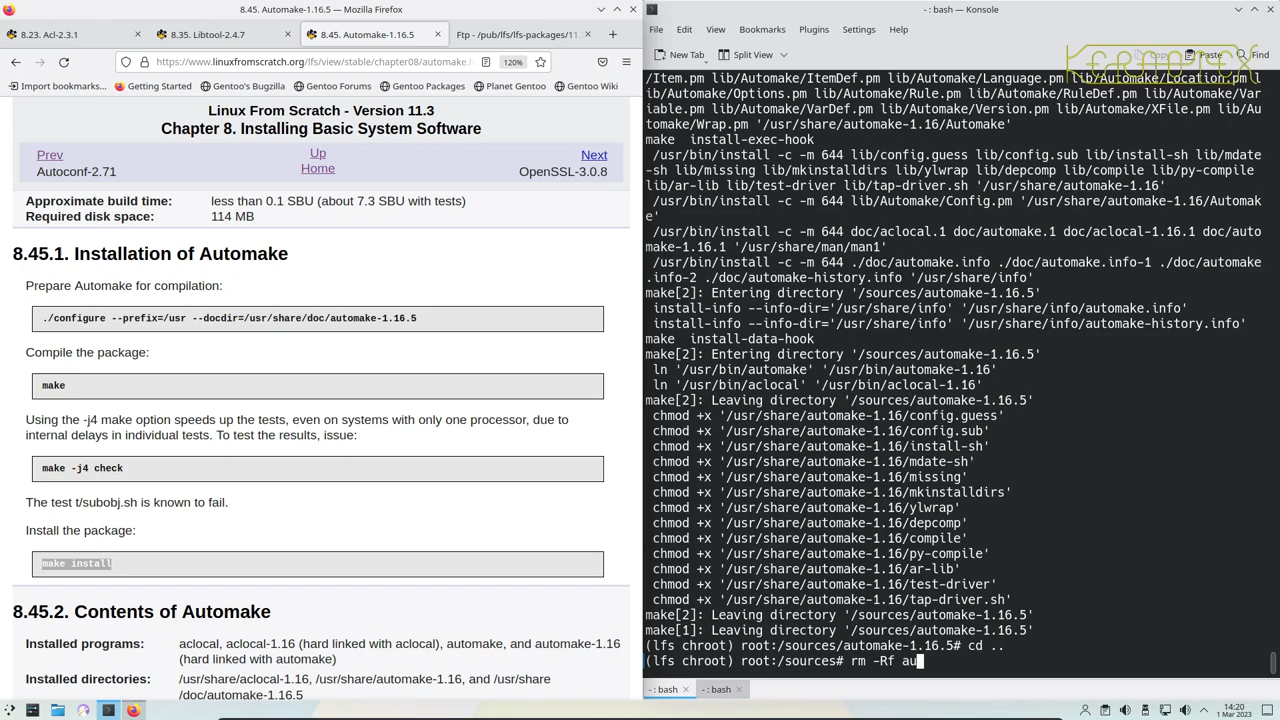 8.45. Automake-1.16.5 — Mozilla Firefox
8.23. Acl-2.3.1
8.35. Libtool-2.4.7
8.45. Automake-1.16.5
Ftp - /pub/lfs/lfs-packages/11.
https://www.linuxfromscratch.org/lfs/view/stable/chapter08/automake.h
120%
Import bookmarks...
Getting Started
Gentoo's Bugzilla
Gentoo Forums
Gentoo Packages
Planet Gentoo
Gentoo Wiki
Linux From Scratch - Version 11.3
Chapter 8. Installing Basic System Software
Prev
Up
Next
Autoconf-2.71
Home
OpenSSL-3.0.8
Approximate build time: less than 0.1 SBU (about 7.3 SBU with tests)
Required disk space: 114 MB
8.45.1. Installation of Automake
Prepare Automake for compilation:
./configure --prefix=/usr --docdir=/usr/share/doc/automake-1.16.5
Compile the package:
make
Using the -j4 make option speeds up the tests, even on systems with only one processor, due to
internal delays in individual tests. To test the results, issue:
make -j4 check
The test t/subobj.sh is known to fail.
Install the package:
make install
8.45.2. Contents of Automake
Installed programs: aclocal, aclocal-1.16 (hard linked with aclocal), automake, and automake-1.16
(hard linked with automake)
Installed directories: /usr/share/aclocal-1.16, /usr/share/automake-1.16, and /usr/share
/doc/automake-1.16.5
- : bash — Konsole
File Edit View Bookmarks Plugins Settings Help
New Tab Split View Copy Paste Find
KERMAPLEX
/Item.pm lib/Automake/ItemDef.pm lib/Automake/Language.pm lib/Automake/Location.pm l
ib/Automake/Options.pm lib/Automake/Rule.pm lib/Automake/RuleDef.pm lib/Automake/Var
iable.pm lib/Automake/VarDef.pm lib/Automake/Version.pm lib/Automake/XFile.pm lib/Au
tomake/Wrap.pm '/usr/share/automake-1.16/Automake'
make  install-exec-hook
/usr/bin/install -c -m 644 lib/config.guess lib/config.sub lib/install-sh lib/mdate
-sh lib/missing lib/mkinstalldirs lib/ylwrap lib/depcomp lib/compile lib/py-compile
lib/ar-lib lib/test-driver lib/tap-driver.sh '/usr/share/automake-1.16'
/usr/bin/install -c -m 644 lib/Automake/Config.pm '/usr/share/automake-1.16/Automak
e'
/usr/bin/install -c -m 644 doc/aclocal.1 doc/automake.1 doc/aclocal-1.16.1 doc/auto
make-1.16.1 '/usr/share/man/man1'
/usr/bin/install -c -m 644 ./doc/automake.info ./doc/automake.info-1 ./doc/automake
.info-2 ./doc/automake-history.info '/usr/share/info'
make[2]: Entering directory '/sources/automake-1.16.5'
install-info --info-dir='/usr/share/info' '/usr/share/info/automake.info'
install-info --info-dir='/usr/share/info' '/usr/share/info/automake-history.info'
make  install-data-hook
make[2]: Entering directory '/sources/automake-1.16.5'
ln '/usr/bin/automake' '/usr/bin/automake-1.16'
ln '/usr/bin/aclocal' '/usr/bin/aclocal-1.16'
make[2]: Leaving directory '/sources/automake-1.16.5'
chmod +x '/usr/share/automake-1.16/config.guess'
chmod +x '/usr/share/automake-1.16/config.sub'
chmod +x '/usr/share/automake-1.16/install-sh'
chmod +x '/usr/share/automake-1.16/mdate-sh'
chmod +x '/usr/share/automake-1.16/missing'
chmod +x '/usr/share/automake-1.16/mkinstalldirs'
chmod +x '/usr/share/automake-1.16/ylwrap'
chmod +x '/usr/share/automake-1.16/depcomp'
chmod +x '/usr/share/automake-1.16/compile'
chmod +x '/usr/share/automake-1.16/py-compile'
chmod +x '/usr/share/automake-1.16/ar-lib'
chmod +x '/usr/share/automake-1.16/test-driver'
chmod +x '/usr/share/automake-1.16/tap-driver.sh'
make[2]: Leaving directory '/sources/automake-1.16.5'
make[1]: Leaving directory '/sources/automake-1.16.5'
(lfs chroot) root:/sources/automake-1.16.5# cd ..
(lfs chroot) root:/sources# rm -Rf au
- : bash
- : bash
14:20
1 Mar 2023